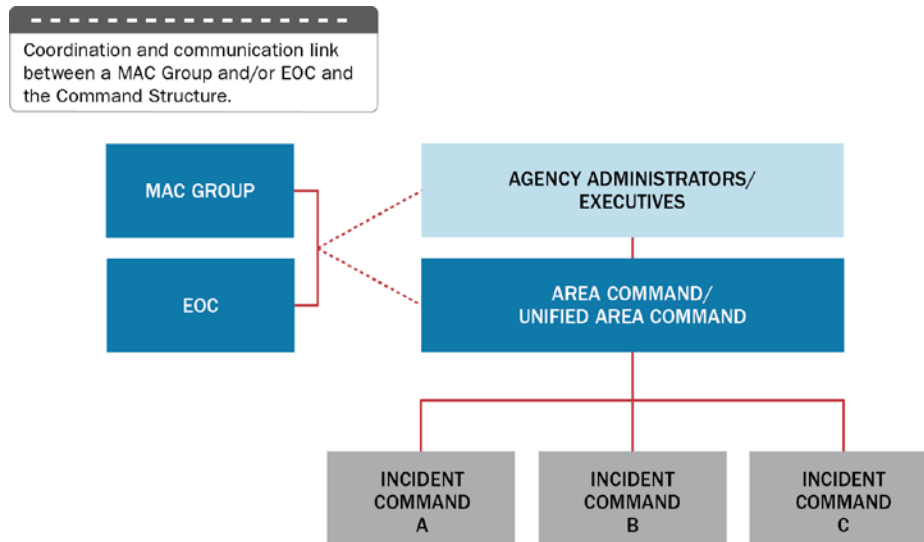 Coordination and communication link
between a MAC Group and/or EOC and
the Command Structure.
MAC GROUP
AGENCY ADMINISTRATORS/
EXECUTIVES
EOC
AREA COMMAND/
UNIFIED AREA COMMAND
INCIDENT
COMMAND
A
INCIDENT
COMMAND
B
INCIDENT
COMMAND
C